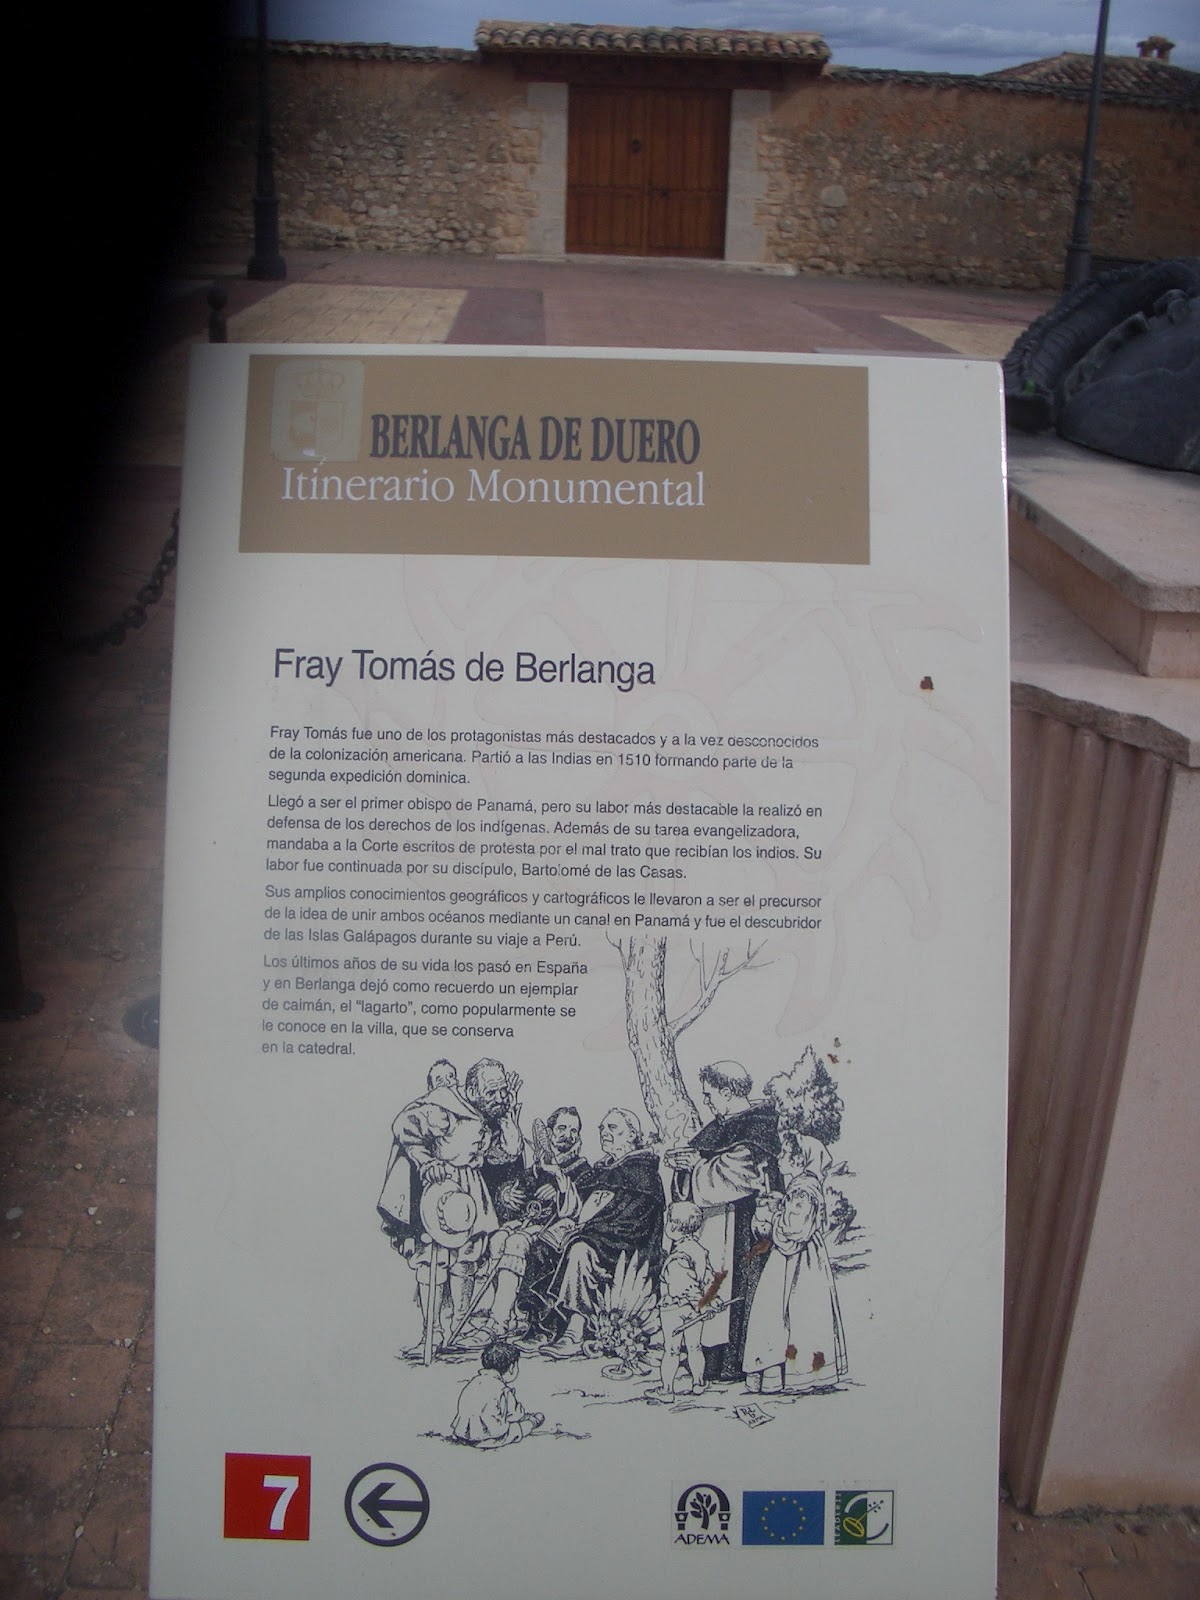 BERLANGA DE DUERO
Itinerario Monumental
Fray Tomás de Berlanga
Fray Tomás fue uno de los protagonistas más destacados y a la vez desconocidos
de la colonización americana. Partió a las Indias en 1510 formando parte de la
segunda expedición dominica.
Llegó a ser el primer obispo de Panamá, pero su labor más destacable la realizó en
defensa de los derechos de los indígenas. Además de su tarea evangelizadora,
mandaba a la Corte escritos de protesta por el mal trato que recibían los indios. Su
labor fue continuada por su discípulo, Bartolomé de las Casas.
Sus amplios conocimientos geográficos y cartográficos le llevaron a ser el precursor
de la idea de unir ambos océanos mediante un canal en Panamá y fue el descubridor
de las Islas Galápagos durante su viaje a Perú.
Los últimos años de su vida los pasó en España
y en Berlanga dejó como recuerdo un ejemplar
de caimán, el "lagarto", como popularmente se
le conoce en la villa, que se conserva
en la catedral.
7
ADEMA